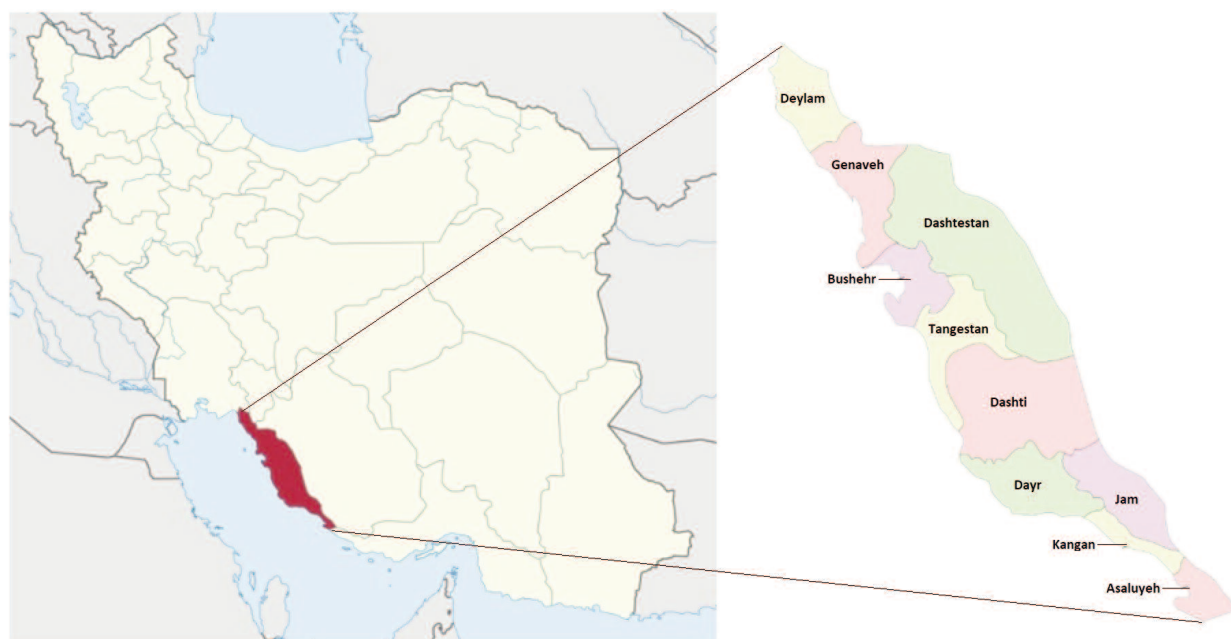 Deylam
Genaveh
Dashtestan
Bushehr
Tangestan
Dashti
Dayr
Jam
Kangan
Asaluyeh